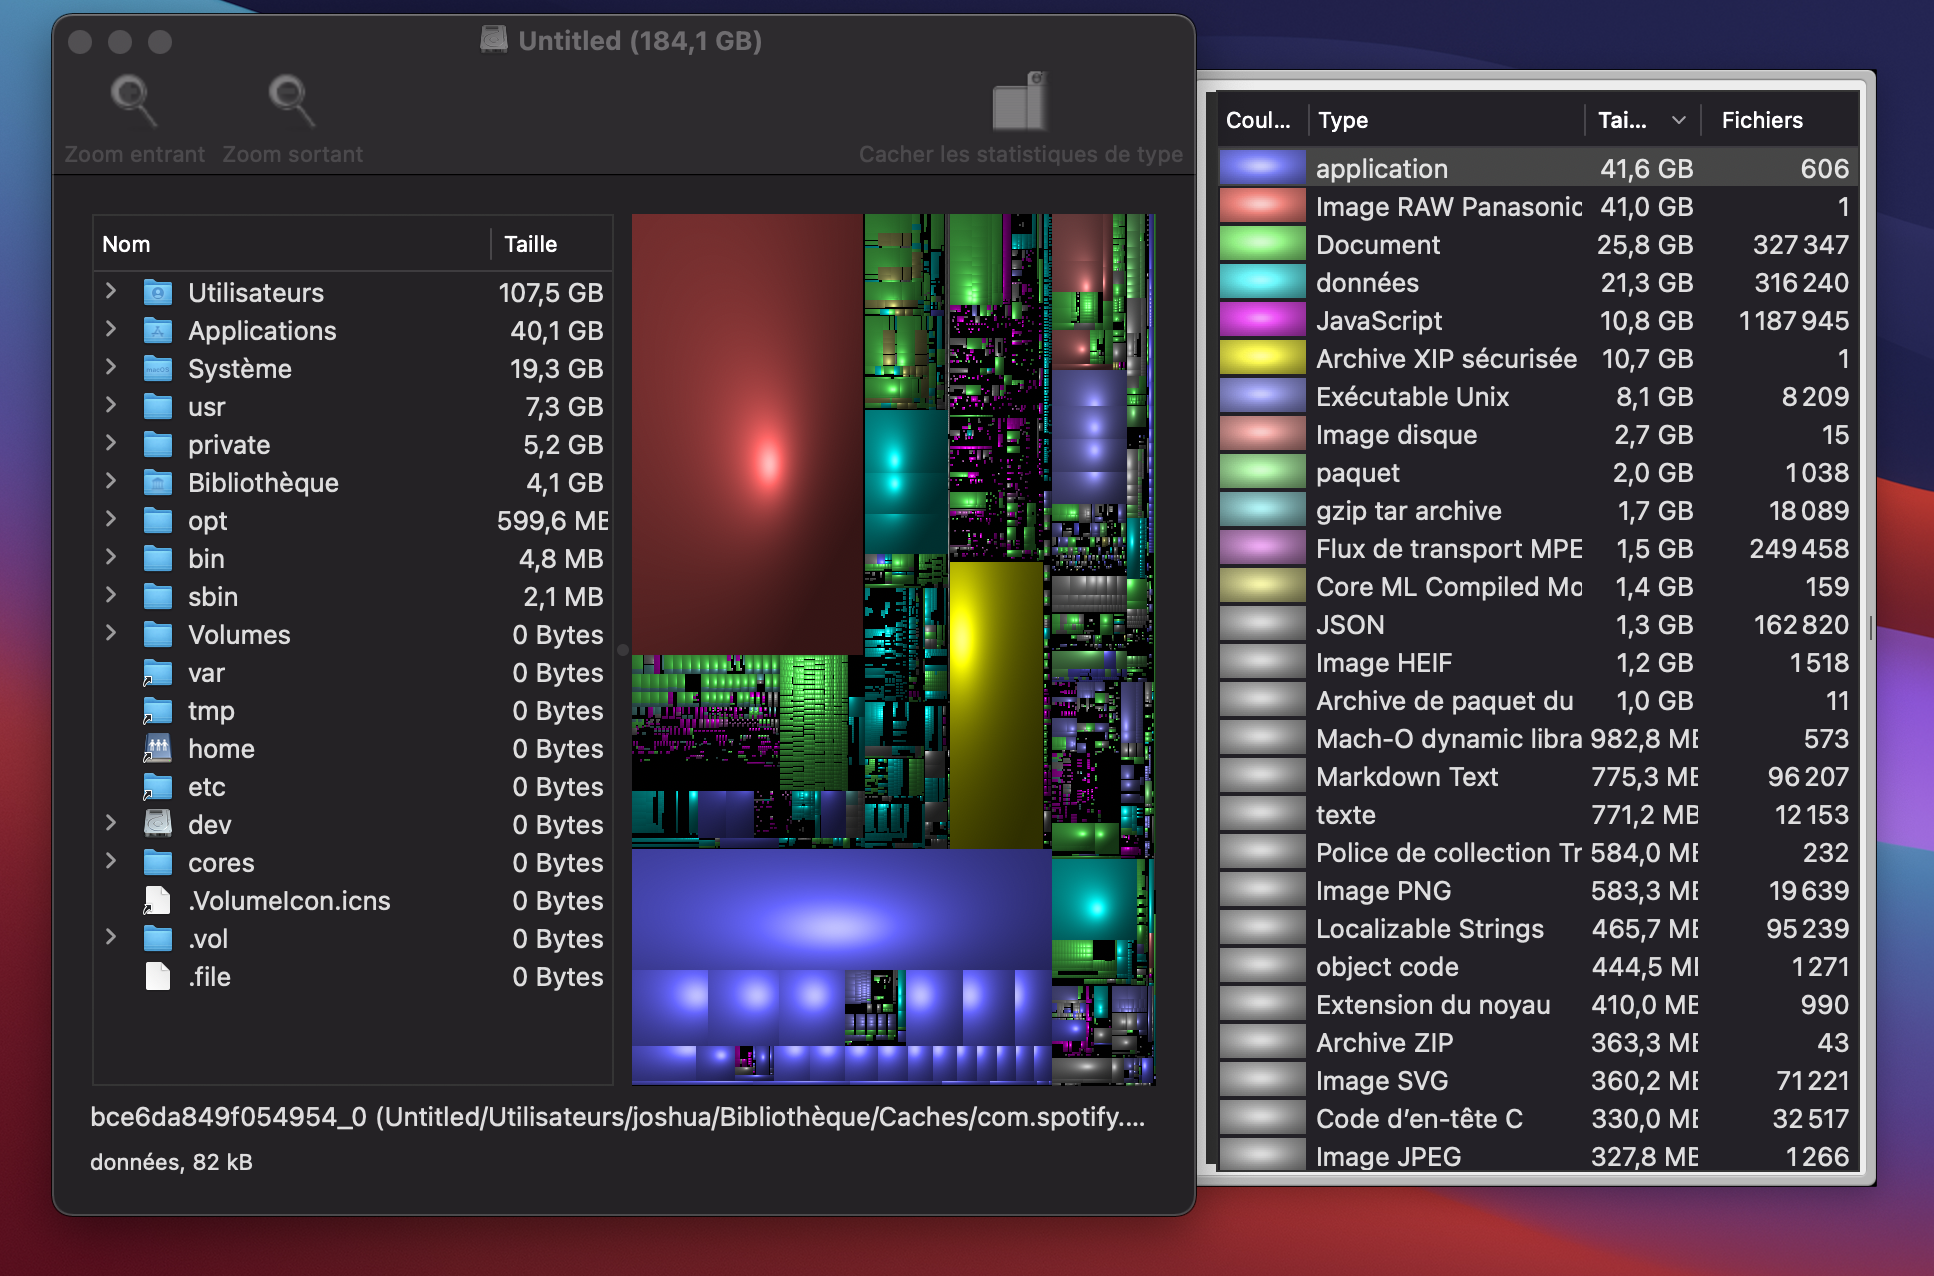 Untitled (184,1 GB)
Zoom entrant Zoom sortant Cacher les statistiques de type
Nom Taille
Utilisateurs 107,5 GB
Applications 40,1 GB
Système 19,3 GB
usr 7,3 GB
private 5,2 GB
Bibliothèque 4,1 GB
opt 599,6 ME
bin 4,8 MB
sbin 2,1 MB
Volumes 0 Bytes
var 0 Bytes
tmp 0 Bytes
home 0 Bytes
etc 0 Bytes
dev 0 Bytes
cores 0 Bytes
.VolumeIcon.icns 0 Bytes
.vol 0 Bytes
.file 0 Bytes
bce6da849f054954_0 (Untitled/Utilisateurs/joshua/Bibliothèque/Caches/com.spotify....
données, 82 kB
Coul... Type Tai... Fichiers
application 41,6 GB 606
Image RAW Panasonic 41,0 GB 1
Document 25,8 GB 327 347
données 21,3 GB 316 240
JavaScript 10,8 GB 1 187 945
Archive XIP sécurisée 10,7 GB 1
Exécutable Unix 8,1 GB 8 209
Image disque 2,7 GB 15
paquet 2,0 GB 1 038
gzip tar archive 1,7 GB 18 089
Flux de transport MPE 1,5 GB 249 458
Core ML Compiled Mo 1,4 GB 159
JSON 1,3 GB 162 820
Image HEIF 1,2 GB 1 518
Archive de paquet du 1,0 GB 11
Mach-O dynamic libra 982,8 ME 573
Markdown Text 775,3 ME 96 207
texte 771,2 MB 12 153
Police de collection Tr 584,0 ME 232
Image PNG 583,3 ME 19 639
Localizable Strings 465,7 ME 95 239
object code 444,5 MI 1 271
Extension du noyau 410,0 ME 990
Archive ZIP 363,3 ME 43
Image SVG 360,2 ME 71 221
Code d’en-tête C 330,0 ME 32 517
Image JPEG 327,8 ME 1 266